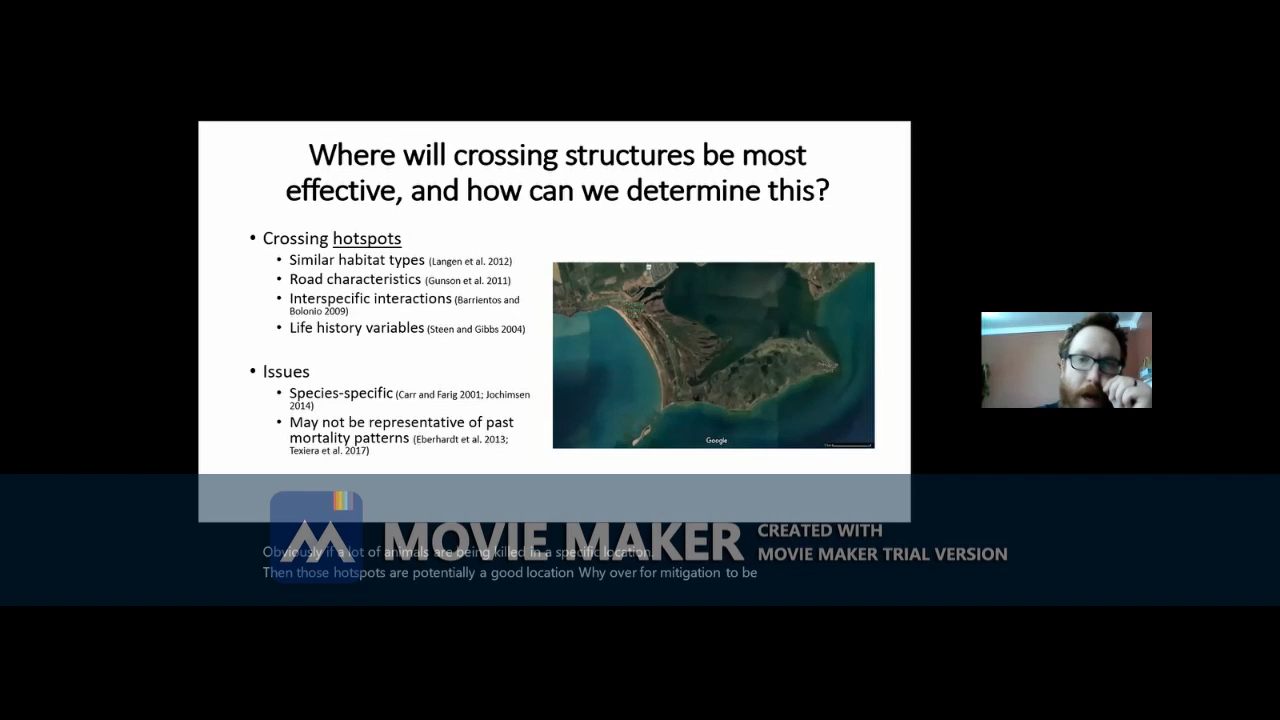 Where will crossing structures be most
effective, and how can we determine this?
• Crossing hotspots
• Similar habitat types (Langen et al. 2012)
• Road characteristics (Gunson et al. 2011)
• Interspecific interactions (Barrientos and
Bolonio 2009)
• Life history variables (Steen and Gibbs 2004)
• Issues
• Species-specific (Carr and Farig 2001; Jochimsen
2014)
• May not be representative of past
mortality patterns (Eberhardt et al. 2013;
Texiera et al. 2017)
Google
MOVIE MAKER
CREATED WITH
MOVIE MAKER TRIAL VERSION
Obviously if a lot of animals are being killed in a specific location.
Then those hotspots are potentially a good location Why over for mitigation to be